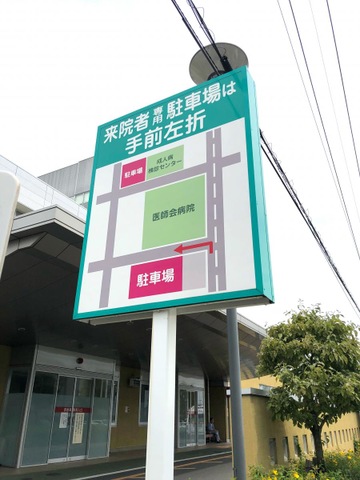 来院者専用駐車場は
手前左折
駐車場
成人病
検診センター
医師会病院
駐車場